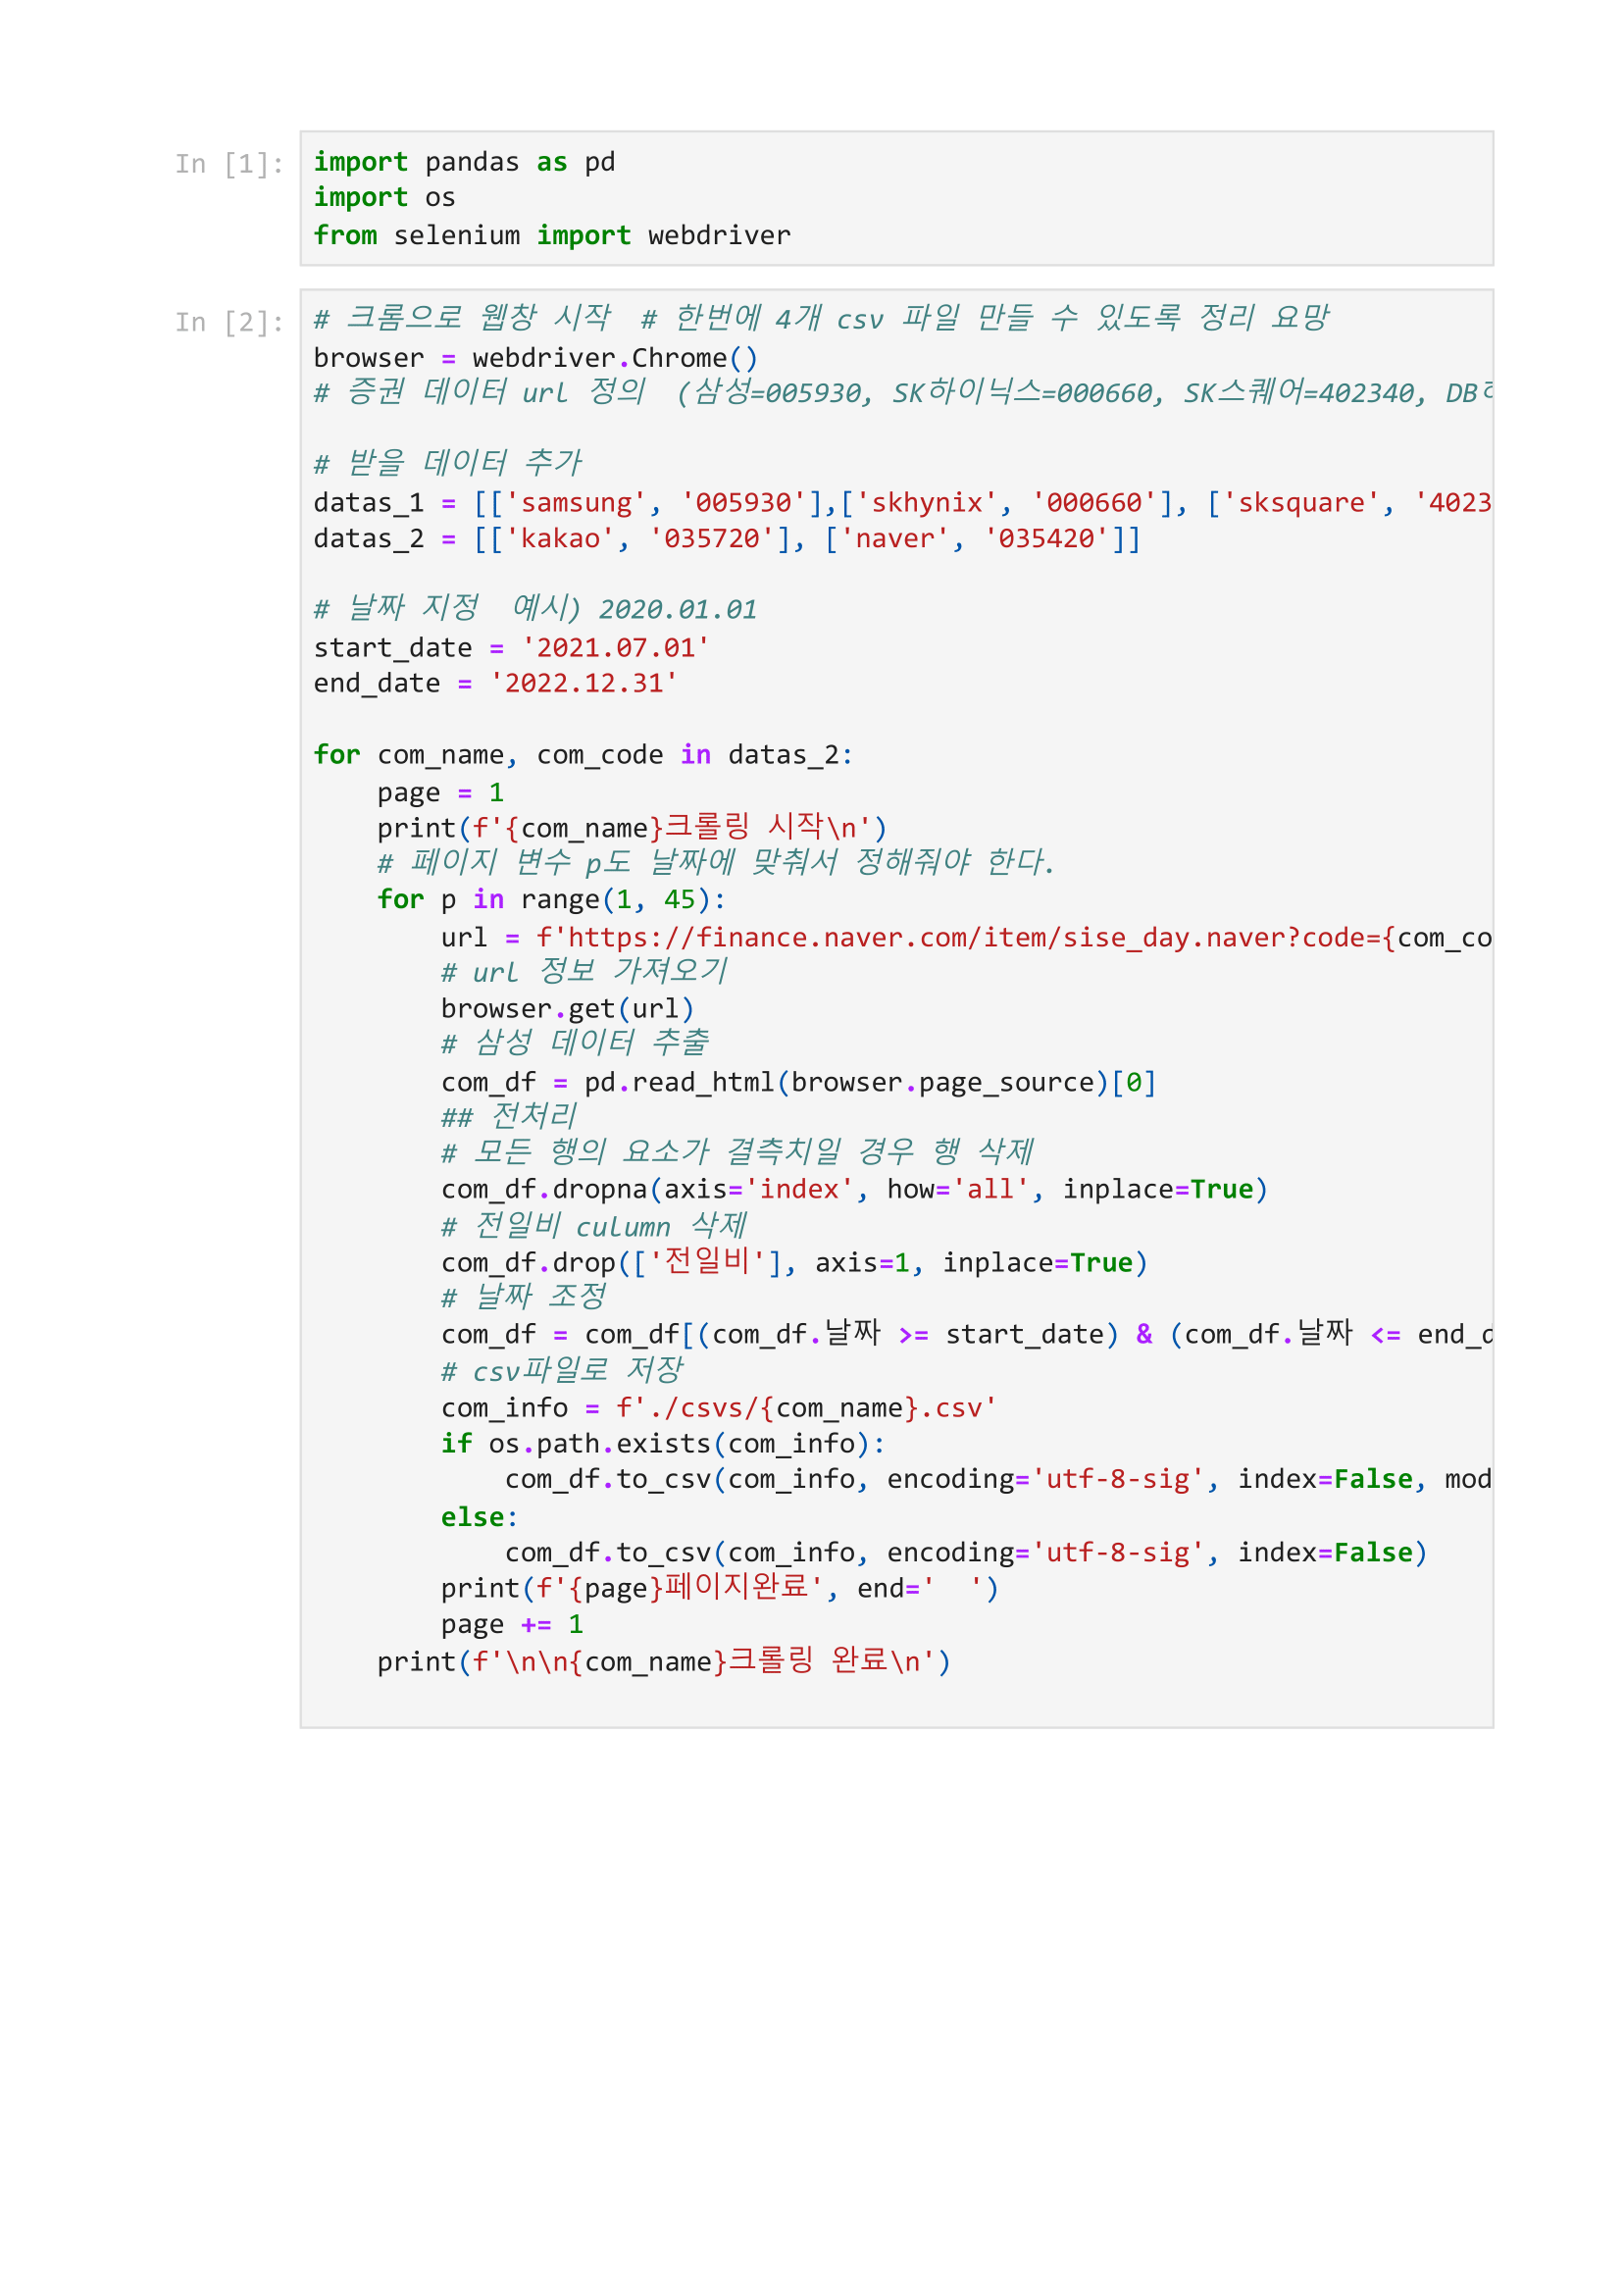 In [1]:
import pandas as pd
import os
from selenium import webdriver
In [2]:
# 크롬으로 웹창 시작  # 한번에 4개 csv 파일 만들 수 있도록 정리 요망
browser = webdriver.Chrome()
# 증권 데이터 url 정의  (삼성=005930, SK하이닉스=000660, SK스퀘어=402340, DB
# 받을 데이터 추가
datas_1 = [['samsung', '005930'],['skhynix', '000660'], ['sksquare', '4023
datas_2 = [['kakao', '035720'], ['naver', '035420']]
# 날짜 지정  예시) 2020.01.01
start_date = '2021.07.01'
end_date = '2022.12.31'
for com_name, com_code in datas_2:
    page = 1
    print(f'{com_name}크롤링 시작\n')
    # 페이지 변수 p도 날짜에 맞춰서 정해줘야 한다.
    for p in range(1, 45):
        url = f'https://finance.naver.com/item/sise_day.naver?code={com_co
        # url 정보 가져오기
        browser.get(url)
        # 삼성 데이터 추출
        com_df = pd.read_html(browser.page_source)[0]
        ## 전처리
        # 모든 행의 요소가 결측치일 경우 행 삭제
        com_df.dropna(axis='index', how='all', inplace=True)
        # 전일비 culumn 삭제
        com_df.drop(['전일비'], axis=1, inplace=True)
        # 날짜 조정
        com_df = com_df[(com_df.날짜 >= start_date) & (com_df.날짜 <= end_d
        # csv파일로 저장
        com_info = f'./csvs/{com_name}.csv'
        if os.path.exists(com_info):
            com_df.to_csv(com_info, encoding='utf-8-sig', index=False, mod
        else:
            com_df.to_csv(com_info, encoding='utf-8-sig', index=False)
        print(f'{page}페이지완료', end='  ')
        page += 1
    print(f'\n\n{com_name}크롤링 완료\n')